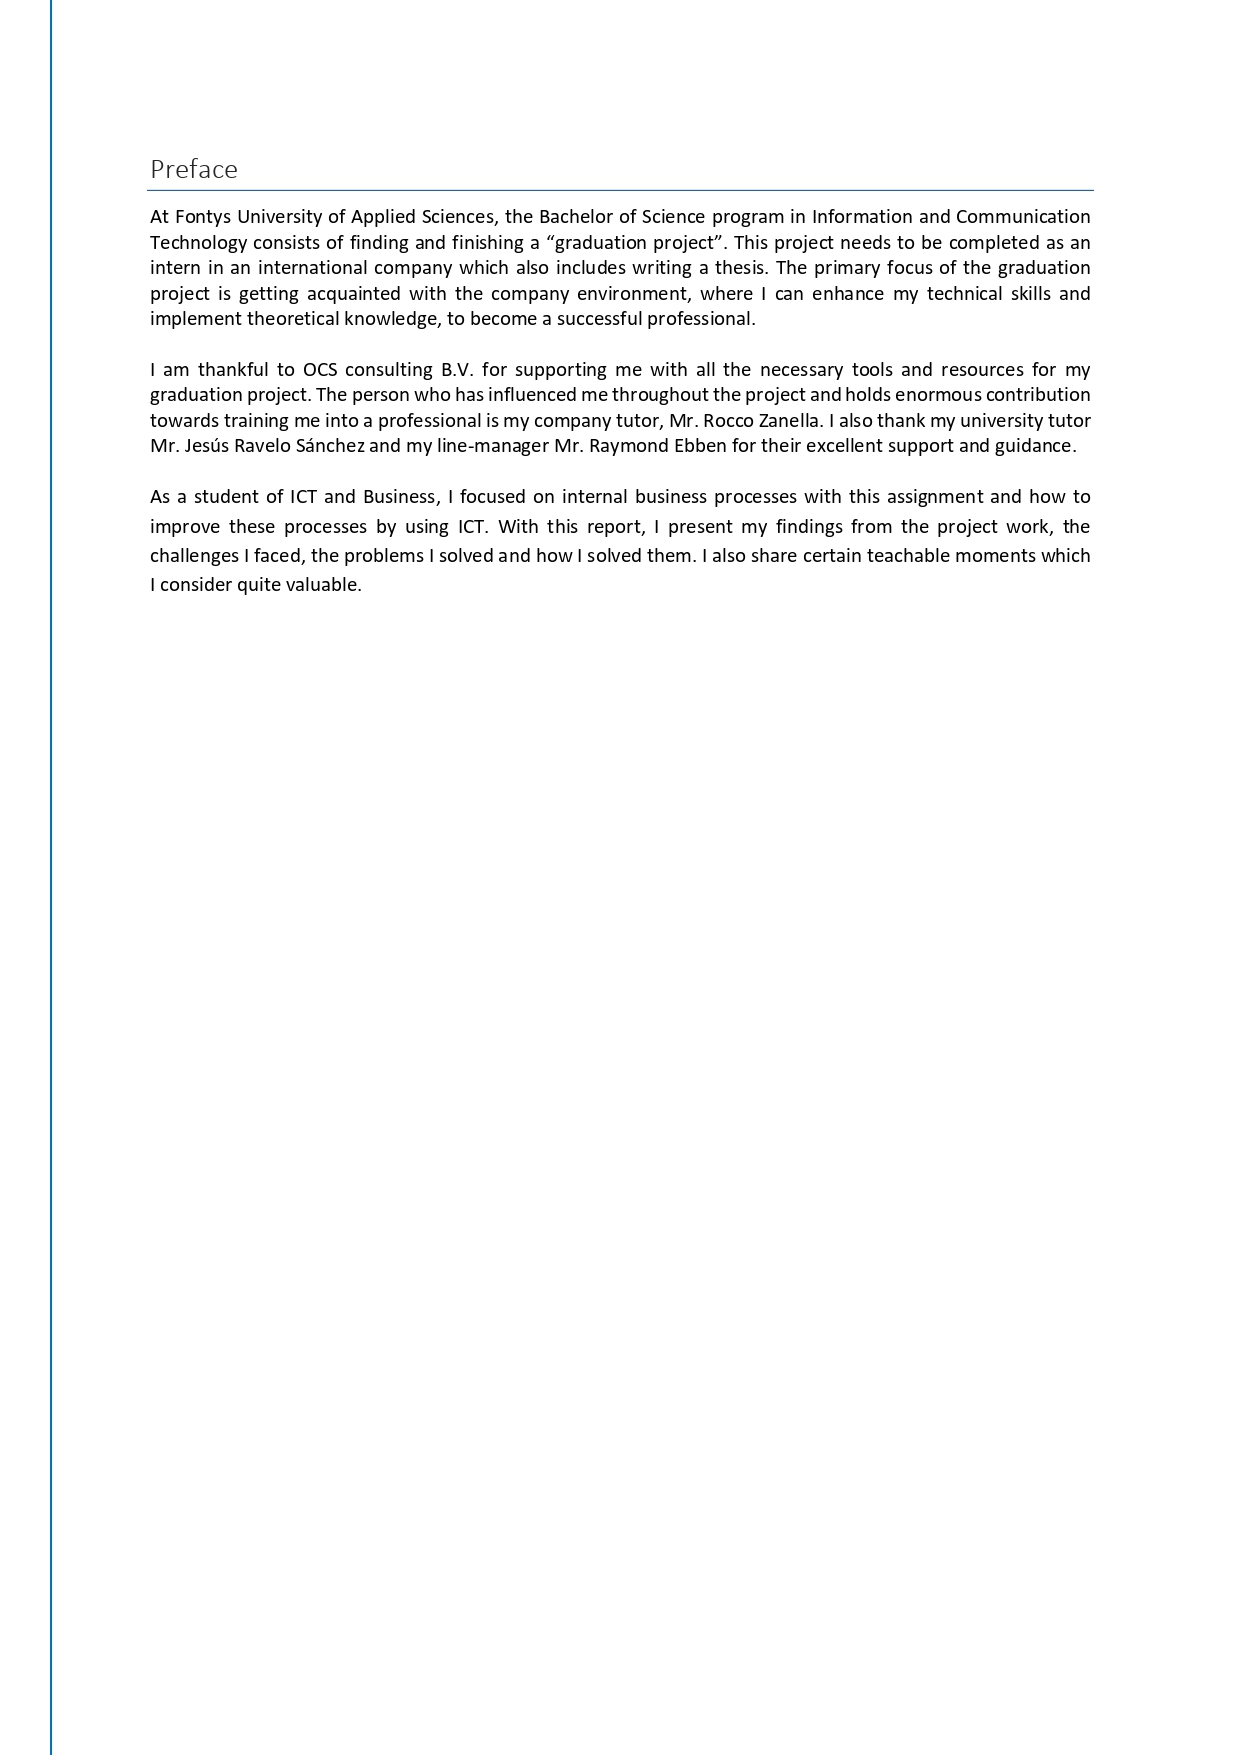 Preface
At Fontys University of Applied Sciences, the Bachelor of Science program in Information and Communication
Technology consists of finding and finishing a “graduation project”. This project needs to be completed as an
intern in an international company which also includes writing a thesis. The primary focus of the graduation
project is getting acquainted with the company environment, where I can enhance my technical skills and
implement theoretical knowledge, to become a successful professional.
I am thankful to OCS consulting B.V. for supporting me with all the necessary tools and resources for my
graduation project. The person who has influenced me throughout the project and holds enormous contribution
towards training me into a professional is my company tutor, Mr. Rocco Zanella. I also thank my university tutor
Mr. Jesús Ravelo Sánchez and my line-manager Mr. Raymond Ebben for their excellent support and guidance.
As a student of ICT and Business, I focused on internal business processes with this assignment and how to
improve these processes by using ICT. With this report, I present my findings from the project work, the
challenges I faced, the problems I solved and how I solved them. I also share certain teachable moments which
I consider quite valuable.